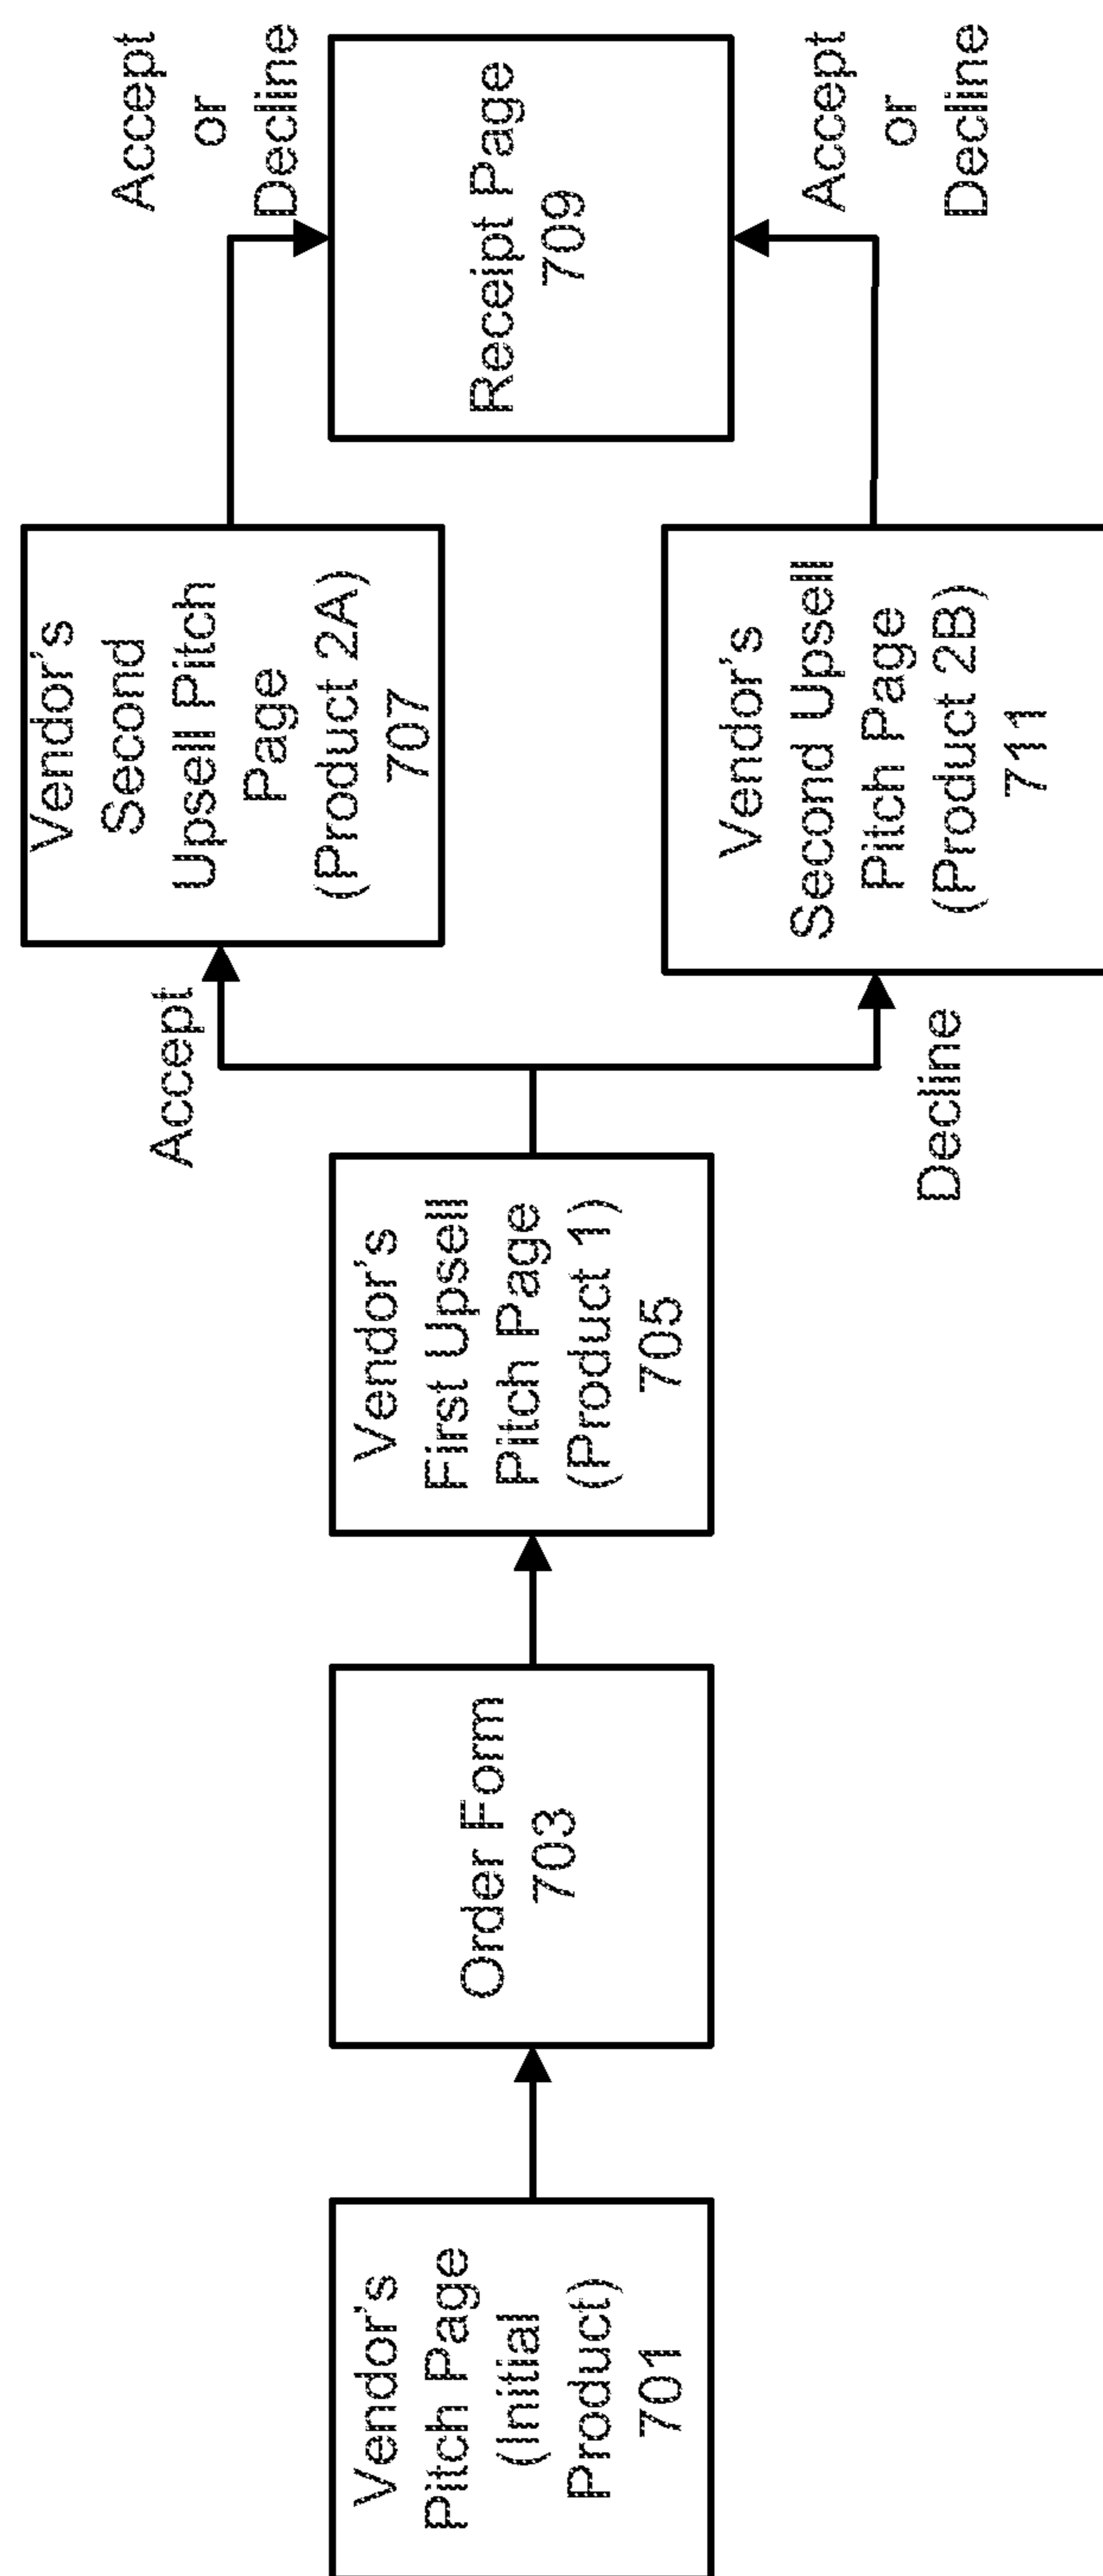 Vendor's
Pitch Page
(Initial
Product)
701
Order Form
703
Vendor's
First Upsell
Pitch Page
(Product 1)
705
Accept
Decline
Vendor's
Second
Upsell Pitch
Page
(Product 2A)
707
Vendor's
Second Upsell
Pitch Page
(Product 2B)
711
Accept
or
Decline
Receipt Page
709
Accept
or
Decline